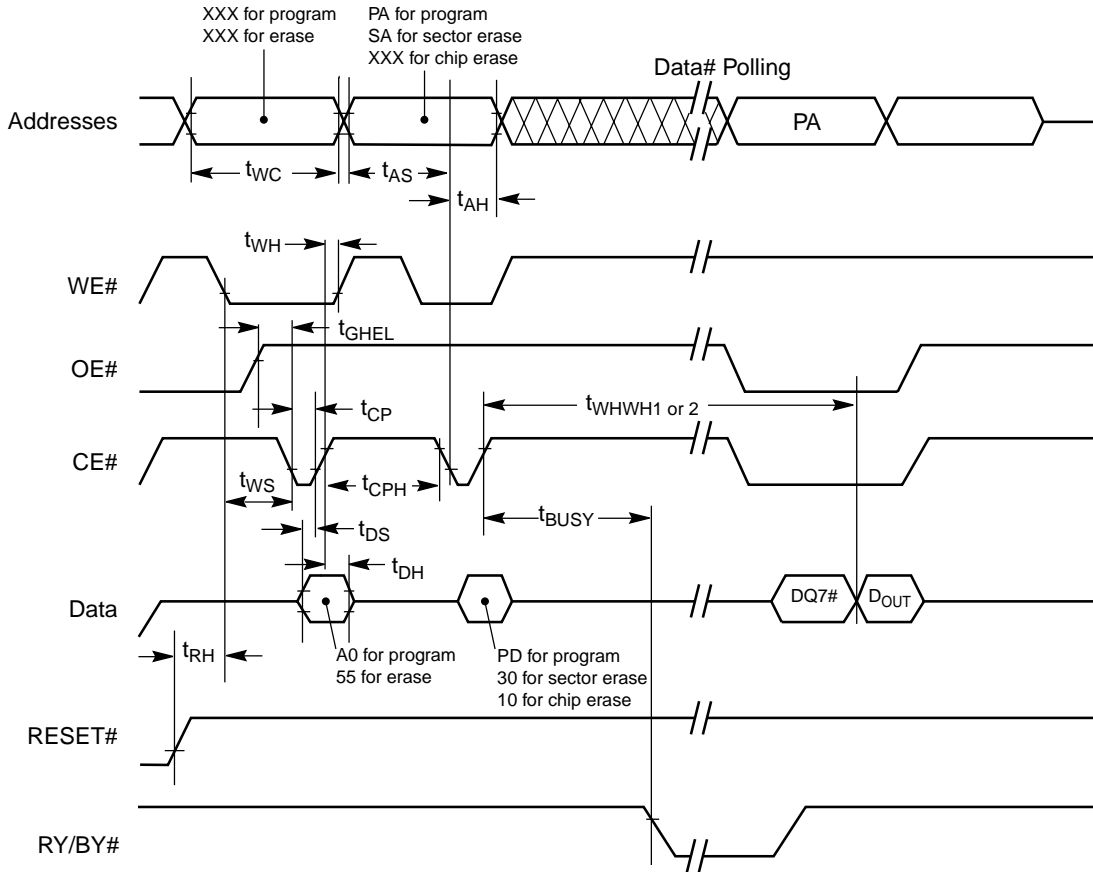 XXX for program
XXX for erase
PA for program
SA for sector erase
XXX for chip erase
Data# Polling
Addresses
PA
tWC
tAS
tAH
tWH
WE#
tGHEL
OE#
tWHWH1 or 2
tCP
CE#
tWS
tCPH
tBUSY
tDS
tDH
Data
DQ7#
DOUT
tRH
A0 for program
55 for erase
PD for program
30 for sector erase
10 for chip erase
RESET#
RY/BY#